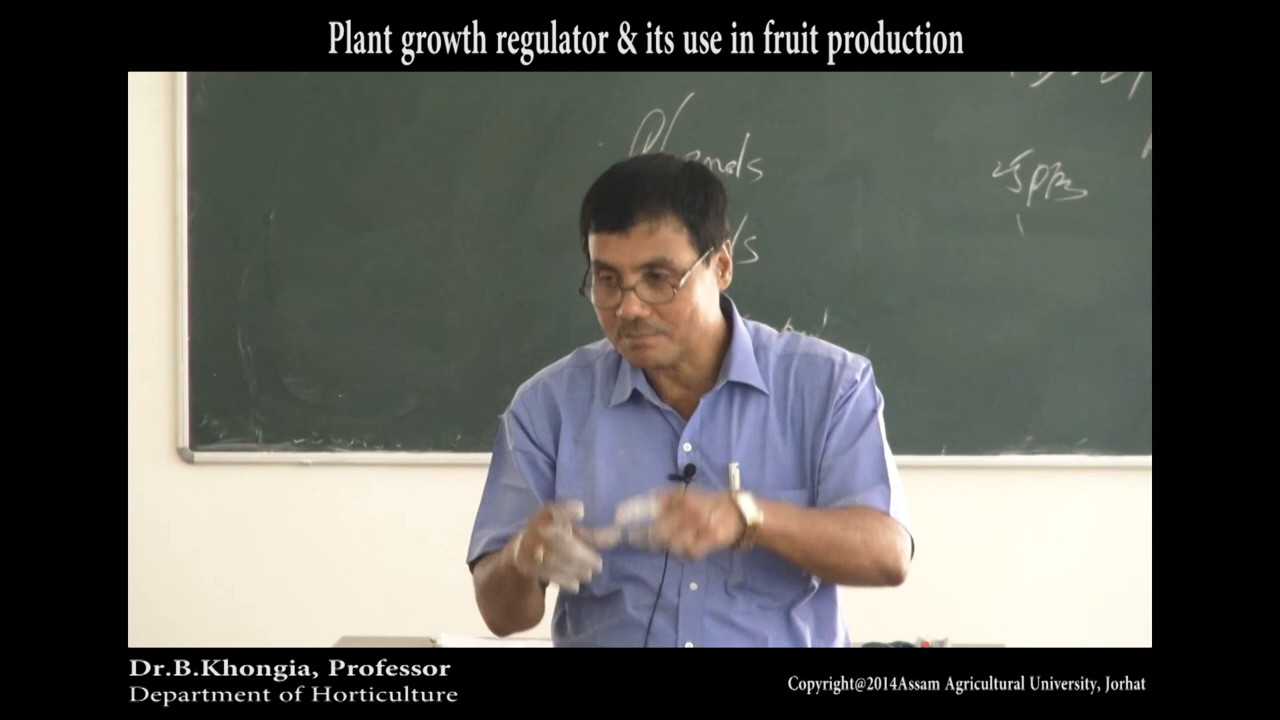 Plant growth regulator & its use in fruit production
25 ppm
Dr.B.Khongia, Professor
Department of Horticulture
Copyright@2014Assam Agricultural University, Jorhat